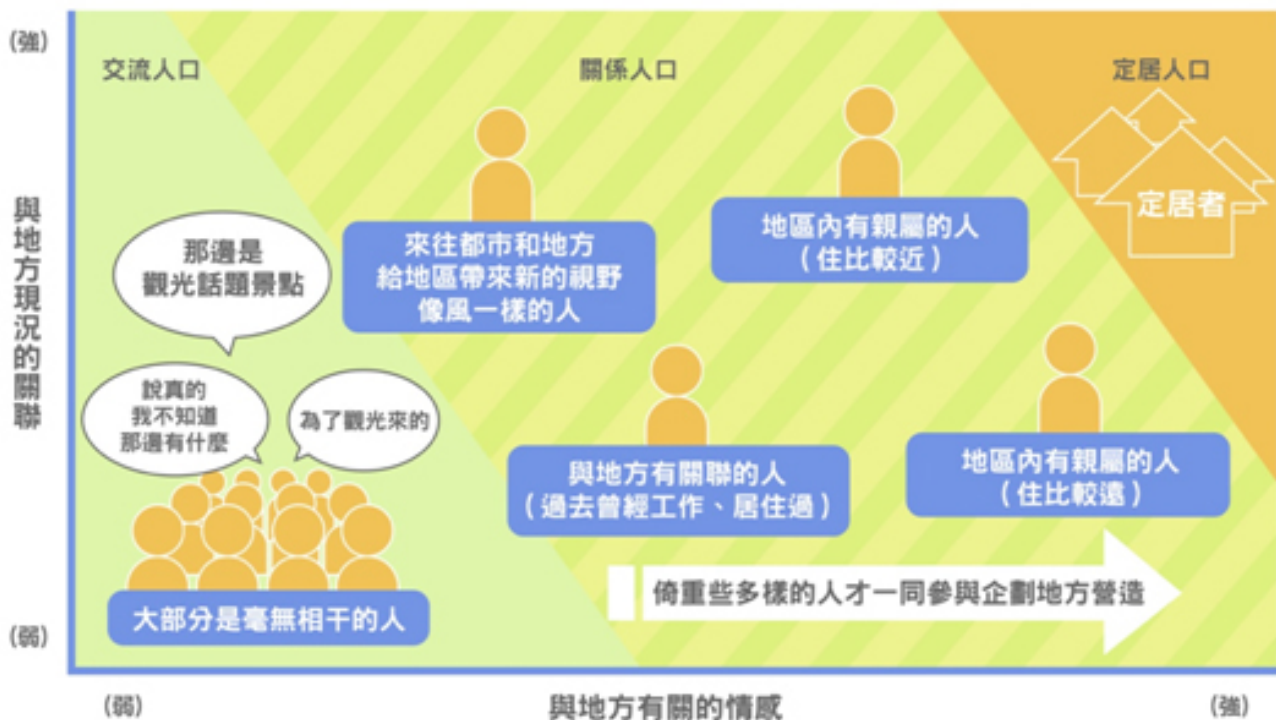 (強)
交流人口
關係人口
定居人口
定居者
與地方現況的關聯
那邊是
觀光話題景點
來往都市和地方
給地區帶來新的視野
像風一樣的人
地區內有親屬的人
(住比較近)
說真的
我不知道
那邊有什麼
為了觀光來的
與地方有關聯的人
(過去曾經工作、居住過)
地區內有親屬的人
(住比較遠)
大部分是毫無相干的人
倚重些多樣的人才一同參與企劃地方營造
(弱)
(弱)
與地方有關的情感
(強)